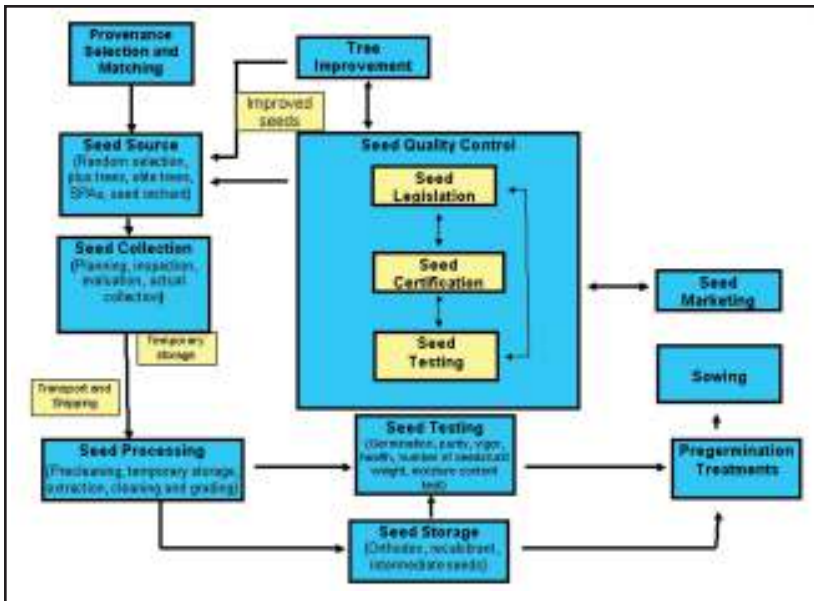 Provenance
Selection and
Matching
Tree
Improvement
Improved
seeds
Seed Source
(Random selection,
plus trees, elite trees,
SPAs, seed orchard)
Seed Quality Control
Seed
Legislation
Seed
Certification
Seed
Testing
Seed Collection
(Planning, inspection,
evaluation, actual
collection)
Temporary
storage
Transport and
Shipping
Seed
Marketing
Sowing
Seed Processing
(Precleaning, temporary storage,
extraction, cleaning and grading)
Seed Testing
(Germination, purity, vigor,
health, number of
weight, moisture content
test)
Pregermination
Treatments
Seed Storage
(Orthodox, recalcitrant,
intermediate seeds)